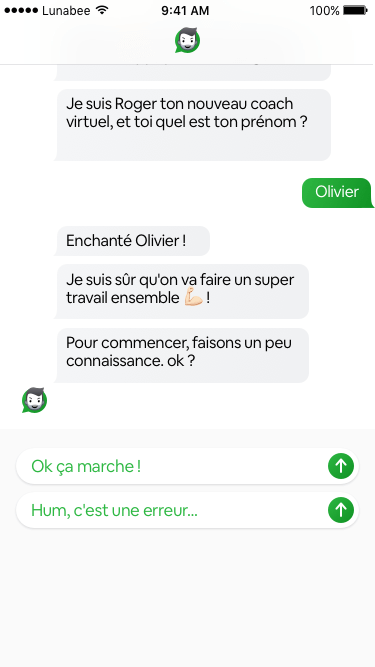 Lunabee 9:41 AM 100%
Je suis Roger ton nouveau coach
virtuel, et toi quel est ton prénom ?
Olivier
Enchanté Olivier !
Je suis sûr qu'on va faire un super
travail ensemble 💪🏻 !
Pour commencer, faisons un peu
connaissance. ok ?
Ok ça marche !
Hum, c'est une erreur...